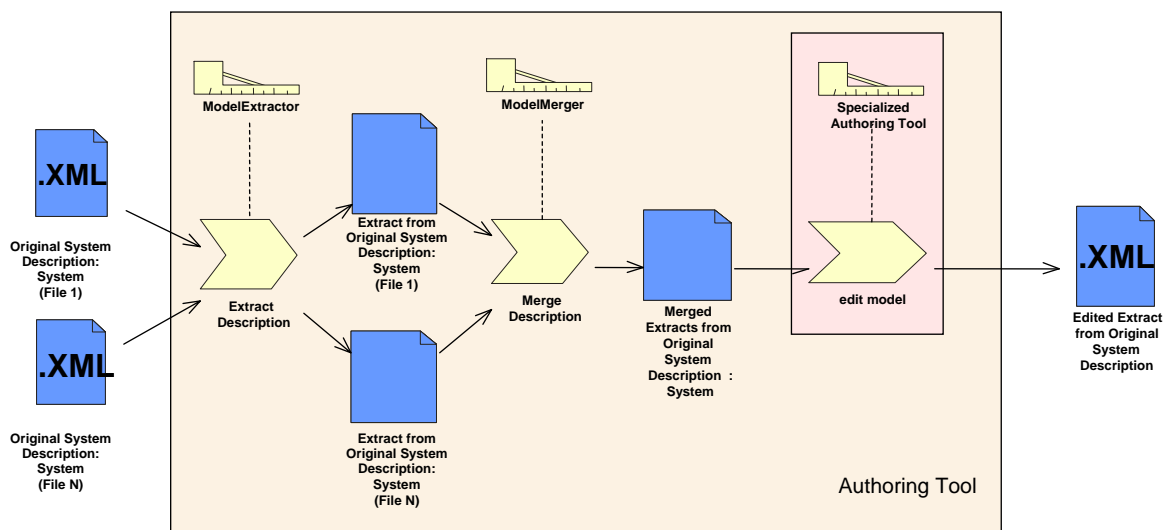 ModelExtractor
ModelMerger
Specialized
Authoring Tool
.XML
Original System
Description:
System
(File 1)
.XML
Original System
Description:
System
(File N)
Extract
Description
Extract from
Original System
Description:
System
(File 1)
Extract from
Original System
Description:
System
(File N)
Merge
Description
Merged
Extracts from
Original
System
Description :
System
edit model
.XML
Edited Extract
from Original
System
Description
Authoring Tool